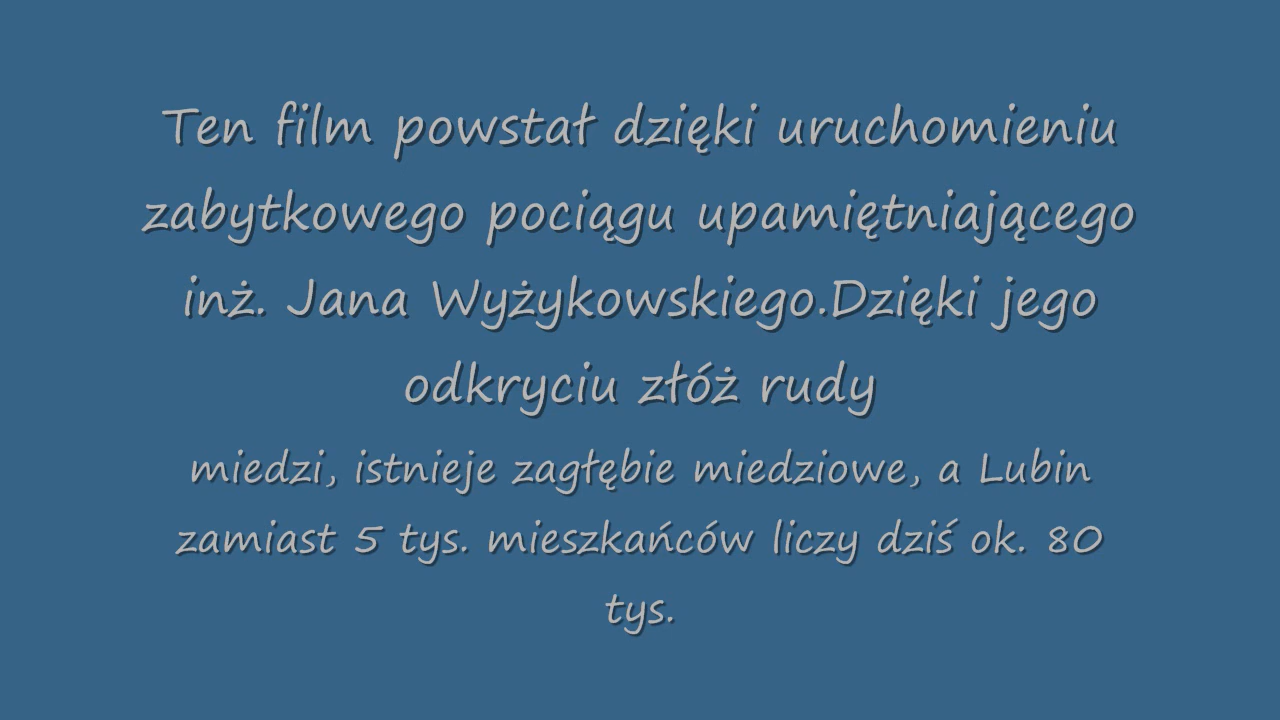 Ten film powstał dzięki uruchomieniu
zabytkowego pociągu upamiętniającego
inż. Jana Wyżykowskiego.Dzięki jego
odkryciu złóż rudy
miedzi, istnieje zagłębie miedziowe, a Lubin
zamiast 5 tys. mieszkańców liczy dziś ok. 80
tys.